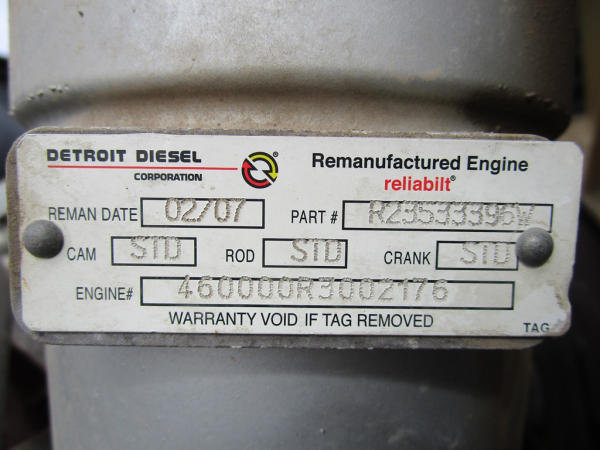 DETROIT DIESEL
CORPORATION
®
Remanufactured Engine
reliabilt®
REMAN DATE 02/07 PART # R23533396W
CAM STD ROD STD CRANK STD
ENGINE# 460000R3002176
WARRANTY VOID IF TAG REMOVED
TAG